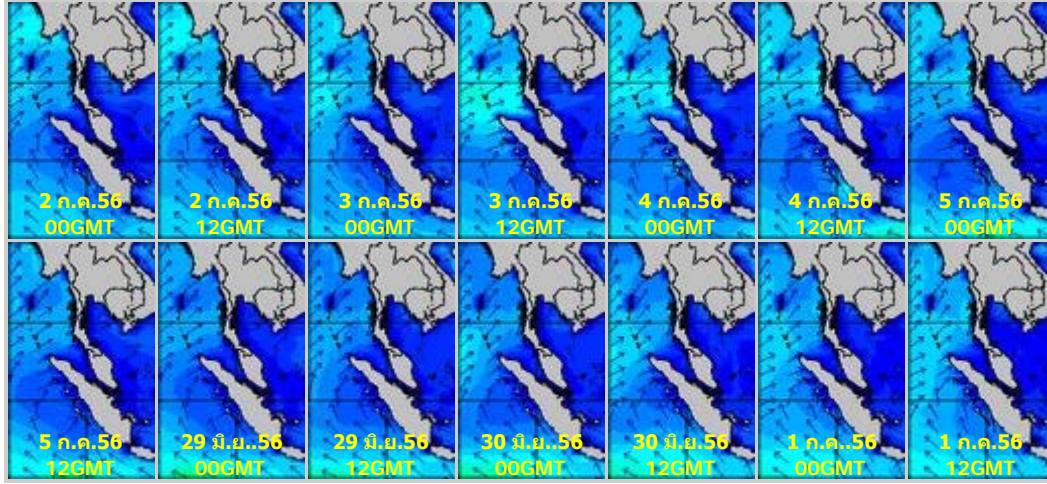 2 ก.ค.56
00GMT
2 ก.ค.56
12GMT
3 ก.ค.56
00GMT
3 ก.ค.56
12GMT
4 ก.ค.56
00GMT
4 ก.ค.56
12GMT
5 ก.ค.56
00GMT
5 ก.ค.56
12GMT
29 มิ.ย..56
00GMT
29 มิ.ย.56
12GMT
30 มิ.ย..56
00GMT
30 มิ.ย.56
12GMT
1 ก.ค..56
00GMT
1 ก.ค.56
12GMT